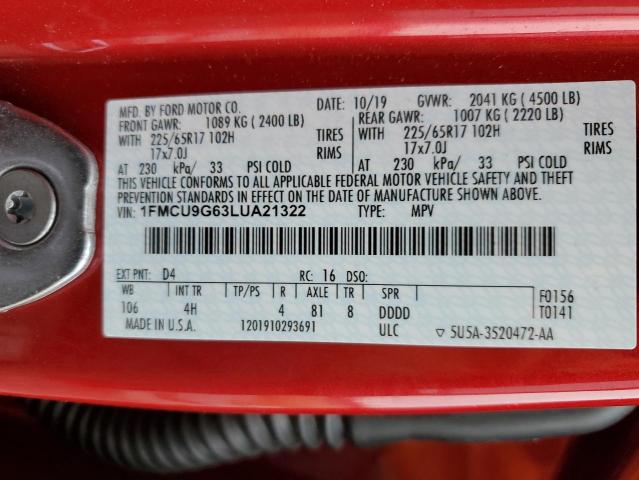 MFD. BY FORD MOTOR CO. DATE: 10/19 GVWR: 2041 KG ( 4500 LB)
FRONT GAWR: 1089 KG ( 2400 LB) REAR GAWR: 1007 KG ( 2220 LB)
WITH 225/65R17 102H TIRES WITH 225/65R17 102H TIRES
17x7.0J RIMS 17x7.0J RIMS
AT 230 kPa/ 33 PSI COLD AT 230 kPa/ 33 PSI COLD
THIS VEHICLE CONFORMS TO ALL APPLICABLE FEDERAL MOTOR VEHICLE SAFETY AND THEFT
PREVENTION STANDARDS IN EFFECT ON THE DATE OF MANUFACTURE SHOWN ABOVE.
VIN: 1FMCU9G63LUA21322 TYPE: MPV
EXT PNT: D4 RC: 16 DSO:
WB INT TR TP/PS R AXLE TR SPR F0156
106 4H 4 81 8 DDDD T0141
MADE IN U.S.A. 1201910293691 ULC ▽ 5U5A-3520472-AA